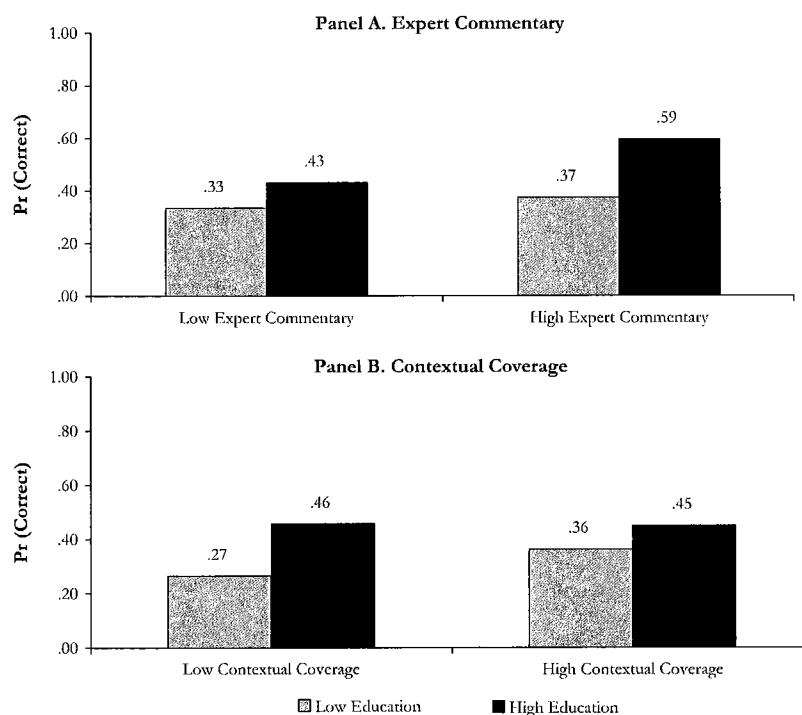 Panel A. Expert Commentary
1.00
.80
.60
.40
.20
.00
Pr (Correct)
.33
.43
.37
.59
Low Expert Commentary
High Expert Commentary
Panel B. Contextual Coverage
1.00
.80
.60
.40
.20
.00
Pr (Correct)
.27
.46
.36
.45
Low Contextual Coverage
High Contextual Coverage
Low Education
High Education